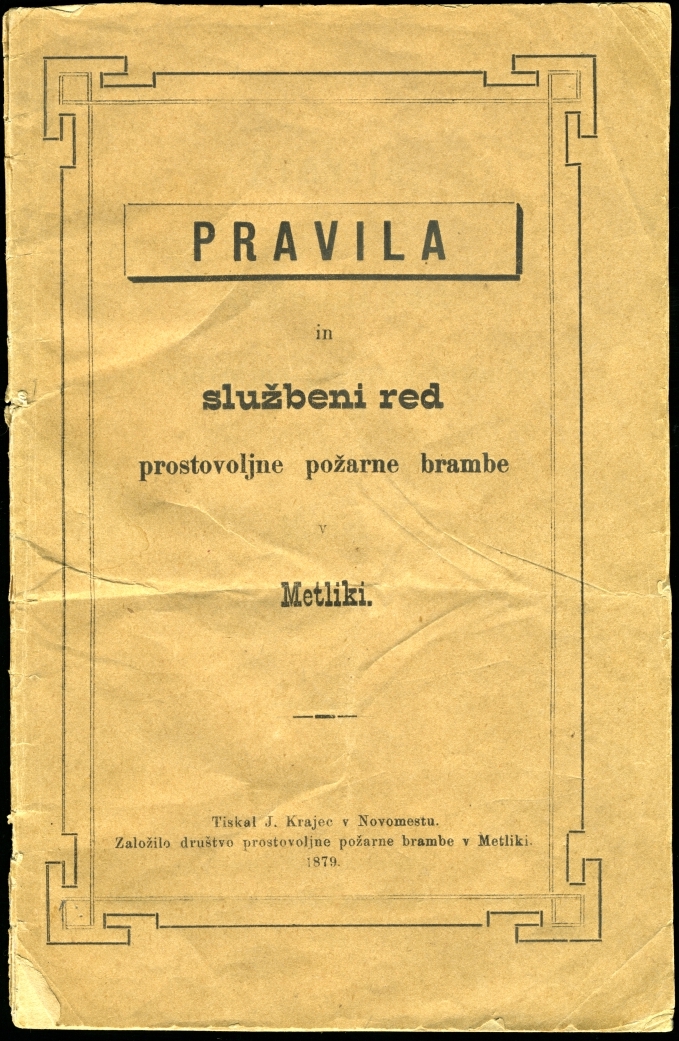 PRAVILA
in
službeni red
prostovoljne požarne brambe
v
Metliki.
Tiskal J. Krajec v Novomestu.
Založilo društvo prostovoljne požarne brambe v Metliki.
1879.